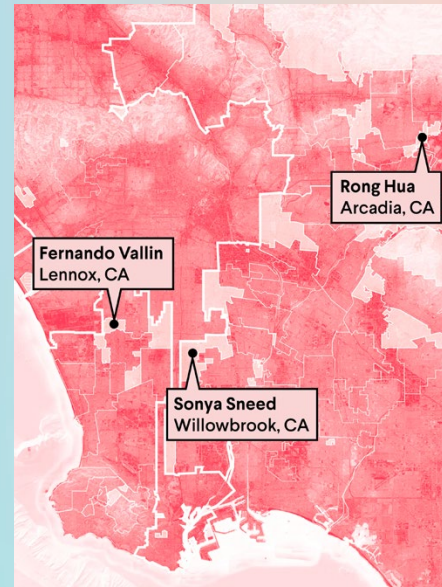 Rong Hua
Arcadia, CA
Fernando Vallin
Lennox, CA
Sonya Sneed
Willowbrook, CA